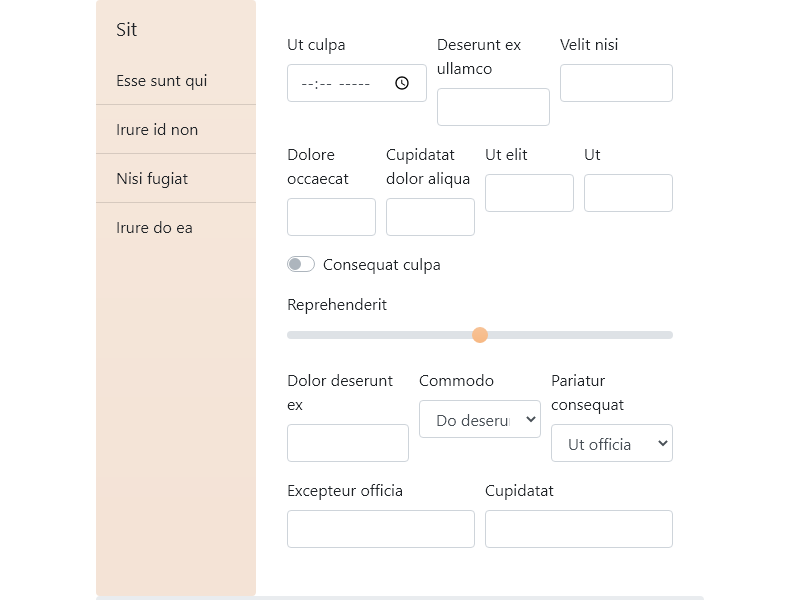 Sit
Esse sunt qui
Irure id non
Nisi fugiat
Irure do ea
Ut culpa
--:-- -----
Deserunt ex
ullamco
Velit nisi
Dolore
occaecat
Cupidatat
dolor aliqua
Ut elit
Ut
Consequat culpa
Reprehenderit
Dolor deserunt
ex
Commodo
Do deseru
Pariatur
consequat
Ut officia
Excepteur officia
Cupidatat